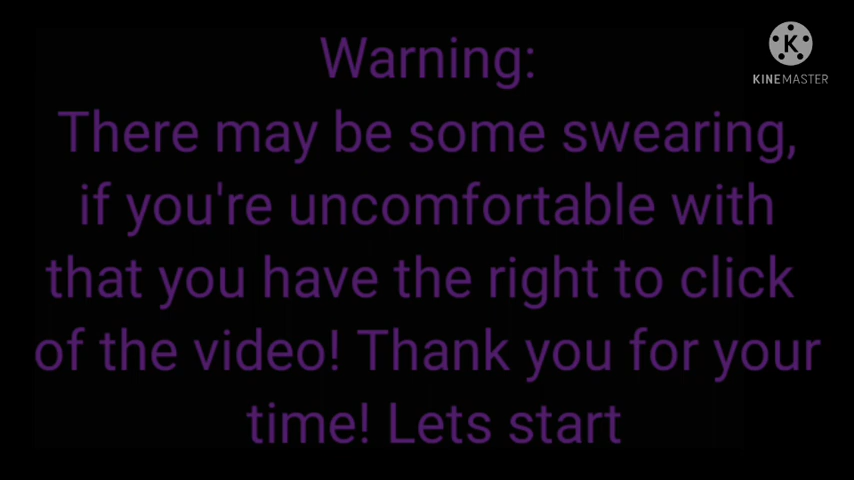 Warning:
There may be some swearing,
if you're uncomfortable with
that you have the right to click
of the video! Thank you for your
time! Lets start
K
KINEMASTER